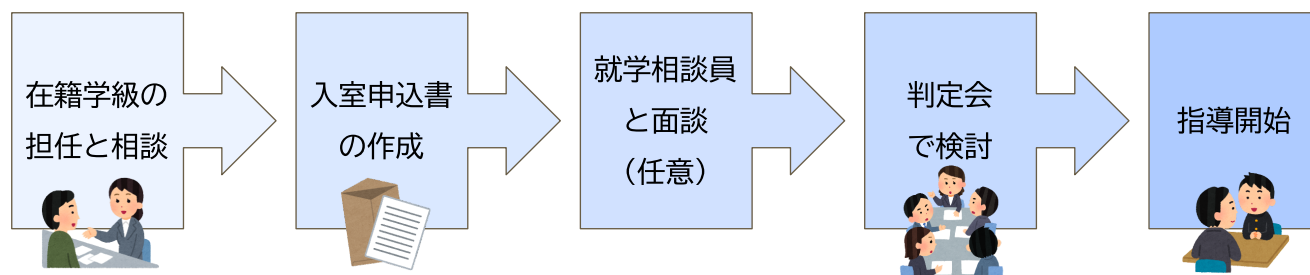 在籍学級の
担任と相談
入室申込書
の作成
就学相談員
と面談
（任意）
判定会
で検討
指導開始